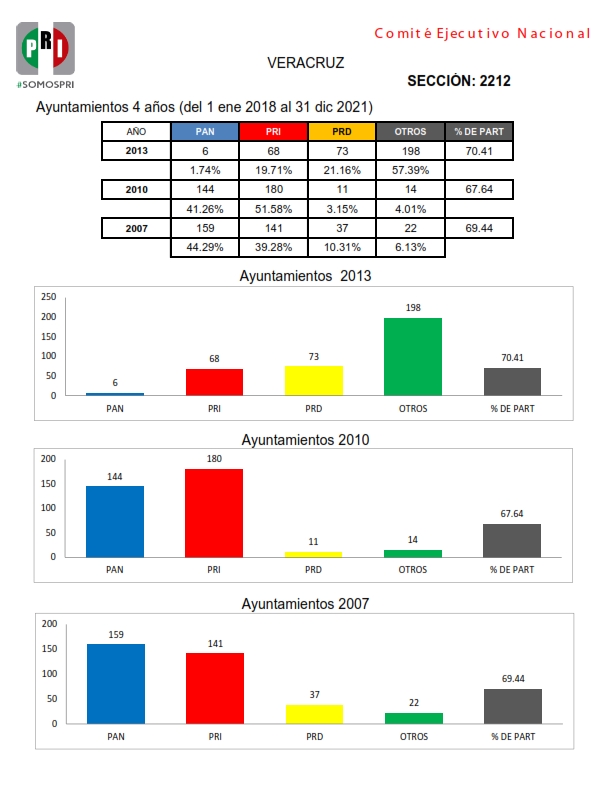 Comité Ejecutivo Nacional
PRI
#SOMOSPRI
VERACRUZ
SECCIÓN: 2212
Ayuntamientos 4 años (del 1 ene 2018 al 31 dic 2021)
AÑO PAN PRI PRD OTROS % DE PART
2013 6 68 73 198 70.41
1.74% 19.71% 21.16% 57.39%
2010 144 180 11 14 67.64
41.26% 51.58% 3.15% 4.01%
2007 159 141 37 22 69.44
44.29% 39.28% 10.31% 6.13%
Ayuntamientos 2013
250
200
150
100
50
0
6 68 73 198 70.41
PAN PRI PRD OTROS % DE PART
Ayuntamientos 2010
200
150
100
50
0
144 180 11 14 67.64
PAN PRI PRD OTROS % DE PART
Ayuntamientos 2007
200
150
100
50
0
159 141 37 22 69.44
PAN PRI PRD OTROS % DE PART